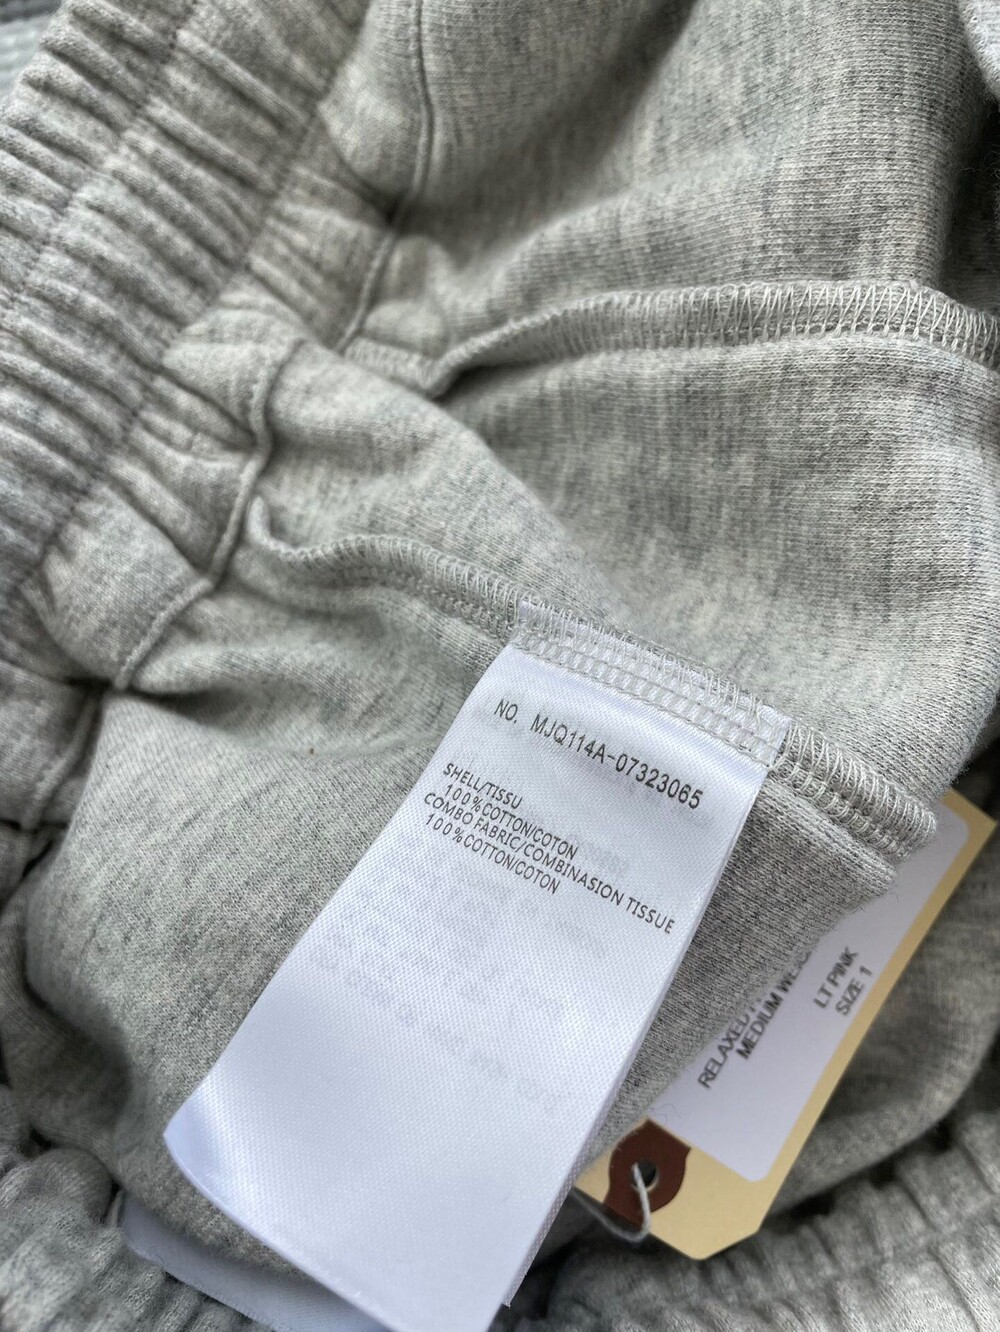 NO. MJQ114A-07323065
SHELL/TISSU
100%COTTON/COTON
COMBO FABRIC/COMBINASION TISSUE
100%COTTON/COTON
RELAXED
MEDIUM
LT PINK
SIZE 1